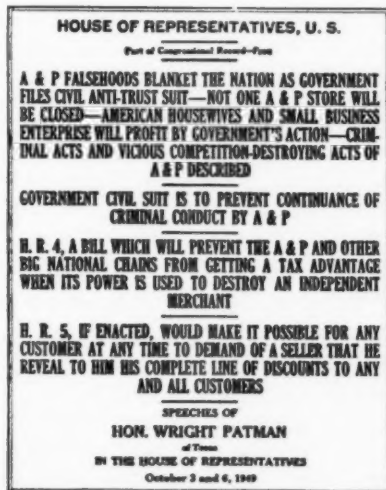 HOUSE OF REPRESENTATIVES, U. S.
Part of Congressional Record—Free
A & P FALSEHOODS BLANKET THE NATION AS GOVERNMENT
FILES CIVIL ANTI-TRUST SUIT—NOT ONE A & P STORE WILL
BE CLOSED—AMERICAN HOUSEWIVES AND SMALL BUSINESS
ENTERPRISE WILL PROFIT BY GOVERNMENT'S ACTION—CRIM-
INAL ACTS AND VICIOUS COMPETITION-DESTROYING ACTS OF
A & P DESCRIBED
GOVERNMENT CIVIL SUIT IS TO PREVENT CONTINUANCE OF
CRIMINAL CONDUCT BY A & P
H. R. 4, A BILL WHICH WILL PREVENT THE A & P AND OTHER
BIG NATIONAL CHAINS FROM GETTING A TAX ADVANTAGE
WHEN ITS POWER IS USED TO DESTROY AN INDEPENDENT
MERCHANT
H. R. 5, IF ENACTED, WOULD MAKE IT POSSIBLE FOR ANY
CUSTOMER AT ANY TIME TO DEMAND OF A SELLER THAT HE
REVEAL TO HIM HIS COMPLETE LINE OF DISCOUNTS TO ANY
AND ALL CUSTOMERS
SPEECHES OF
HON. WRIGHT PATMAN
of Texas
IN THE HOUSE OF REPRESENTATIVES
October 3 and 6, 1949